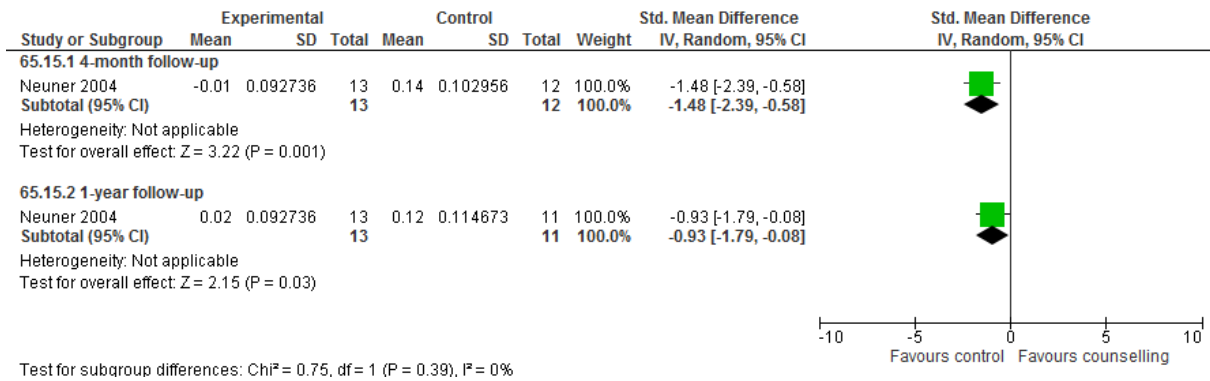 Experimental Control Std. Mean Difference Std. Mean Difference
Study or Subgroup Mean SD Total Mean SD Total Weight IV, Random, 95% CI IV, Random, 95% CI
65.15.1 4-month follow-up
Neuner 2004 -0.01 0.092736 13 0.14 0.102956 12 100.0% -1.48 [-2.39, -0.58]
Subtotal (95% CI) 13 12 100.0% -1.48 [-2.39, -0.58]
Heterogeneity: Not applicable
Test for overall effect: Z = 3.22 (P = 0.001)
65.15.2 1-year follow-up
Neuner 2004 0.02 0.092736 13 0.12 0.114673 11 100.0% -0.93 [-1.79, -0.08]
Subtotal (95% CI) 13 11 100.0% -0.93 [-1.79, -0.08]
Heterogeneity: Not applicable
Test for overall effect: Z = 2.15 (P = 0.03)
-10 -5 0 5 10
Favours control Favours counselling
Test for subgroup differences: Chi² = 0.75, df = 1 (P = 0.39), I² = 0%